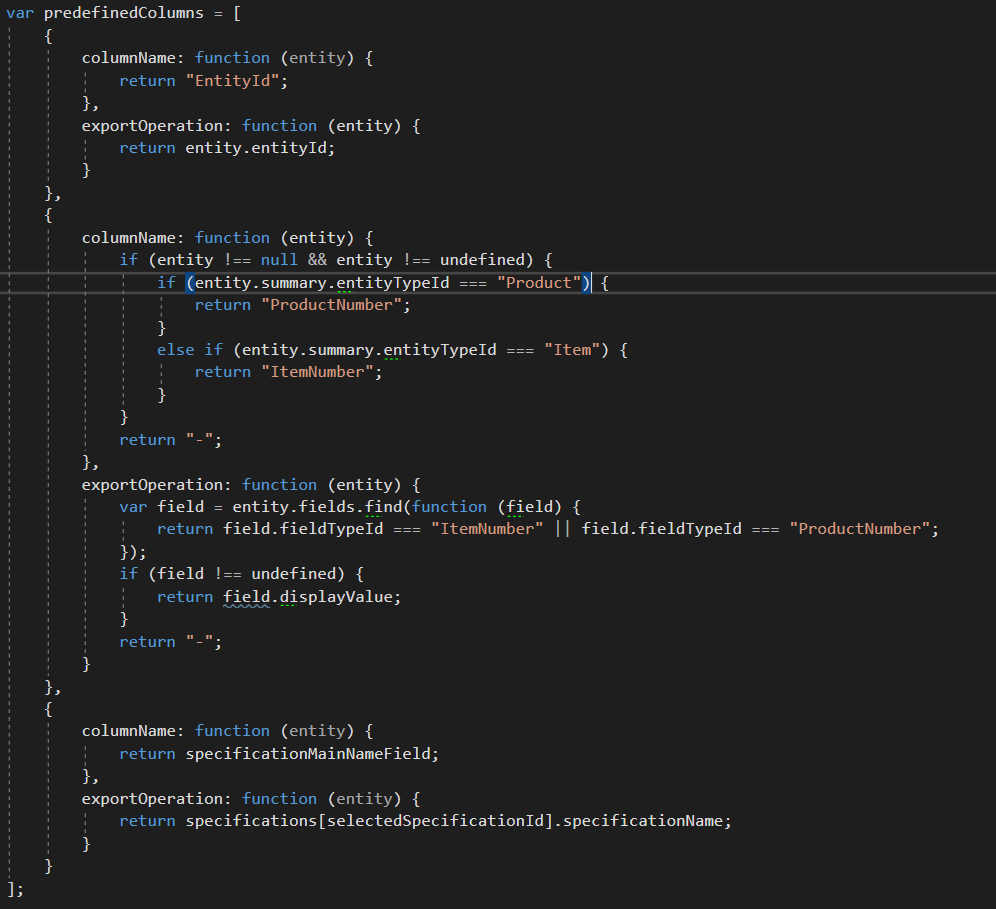 var predefinedColumns = [
    {
        columnName: function (entity) {
            return "EntityId";
        },
        exportOperation: function (entity) {
            return entity.entityId;
        }
    },
    {
        columnName: function (entity) {
            if (entity !== null && entity !== undefined) {
                if (entity.summary.entityTypeId === "Product") {
                    return "ProductNumber";
                }
                else if (entity.summary.entityTypeId === "Item") {
                    return "ItemNumber";
                }
            }
            return "-";
        },
        exportOperation: function (entity) {
            var field = entity.fields.find(function (field) {
                return field.fieldTypeId === "ItemNumber" || field.fieldTypeId === "ProductNumber";
            });
            if (field !== undefined) {
                return field.displayValue;
            }
            return "-";
        }
    },
    {
        columnName: function (entity) {
            return specificationMainNameField;
        },
        exportOperation: function (entity) {
            return specifications[selectedSpecificationId].specificationName;
        }
    }
];